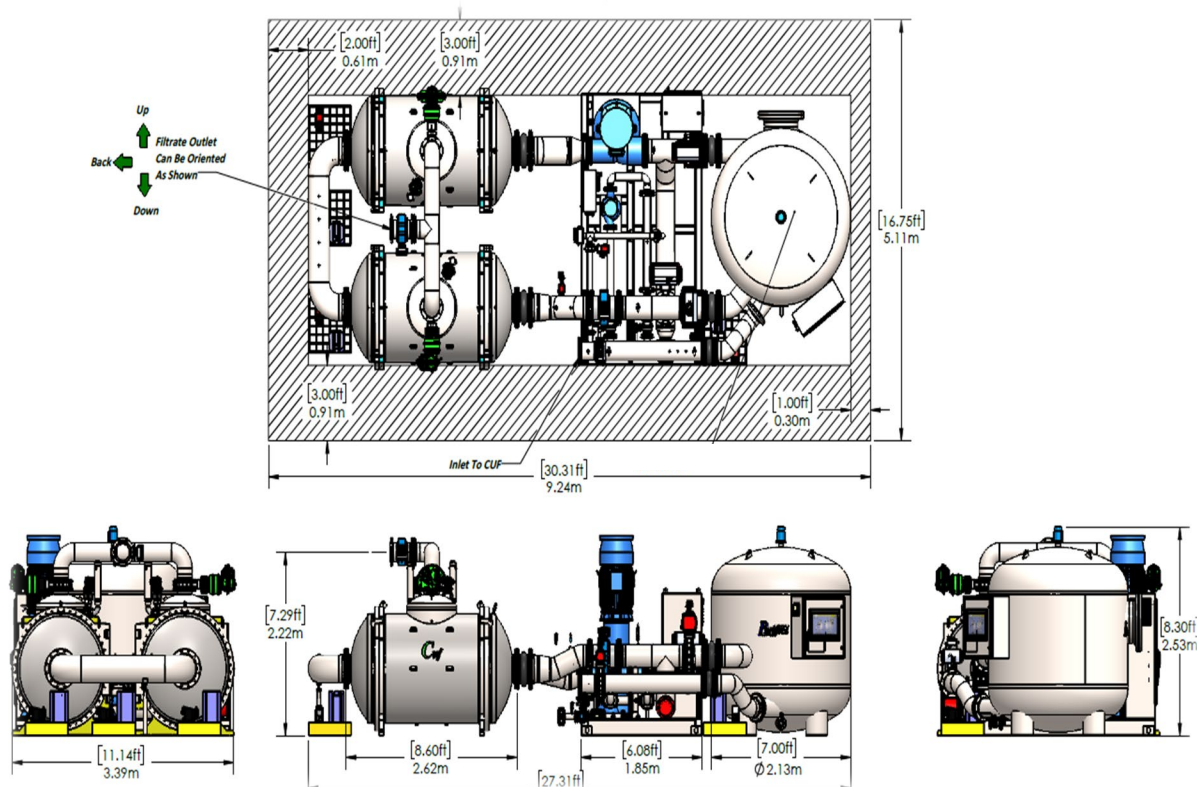 [2.00ft]
0.61m
[3.00ft]
0.91m
Up
Filtrate Outlet
Back
Can Be Oriented
As Shown
Down
[16.75ft]
5.11m
[3.00ft]
0.91m
[1.00ft]
0.30m
Inlet To CUF
[30.31ft]
9.24m
[7.29ft]
2.22m
Cuf
[8.30ft]
2.53m
[11.14ft]
3.39m
[8.60ft]
2.62m
[6.08ft]
1.85m
[7.00ft]
Ø2.13m
[27.31ft]